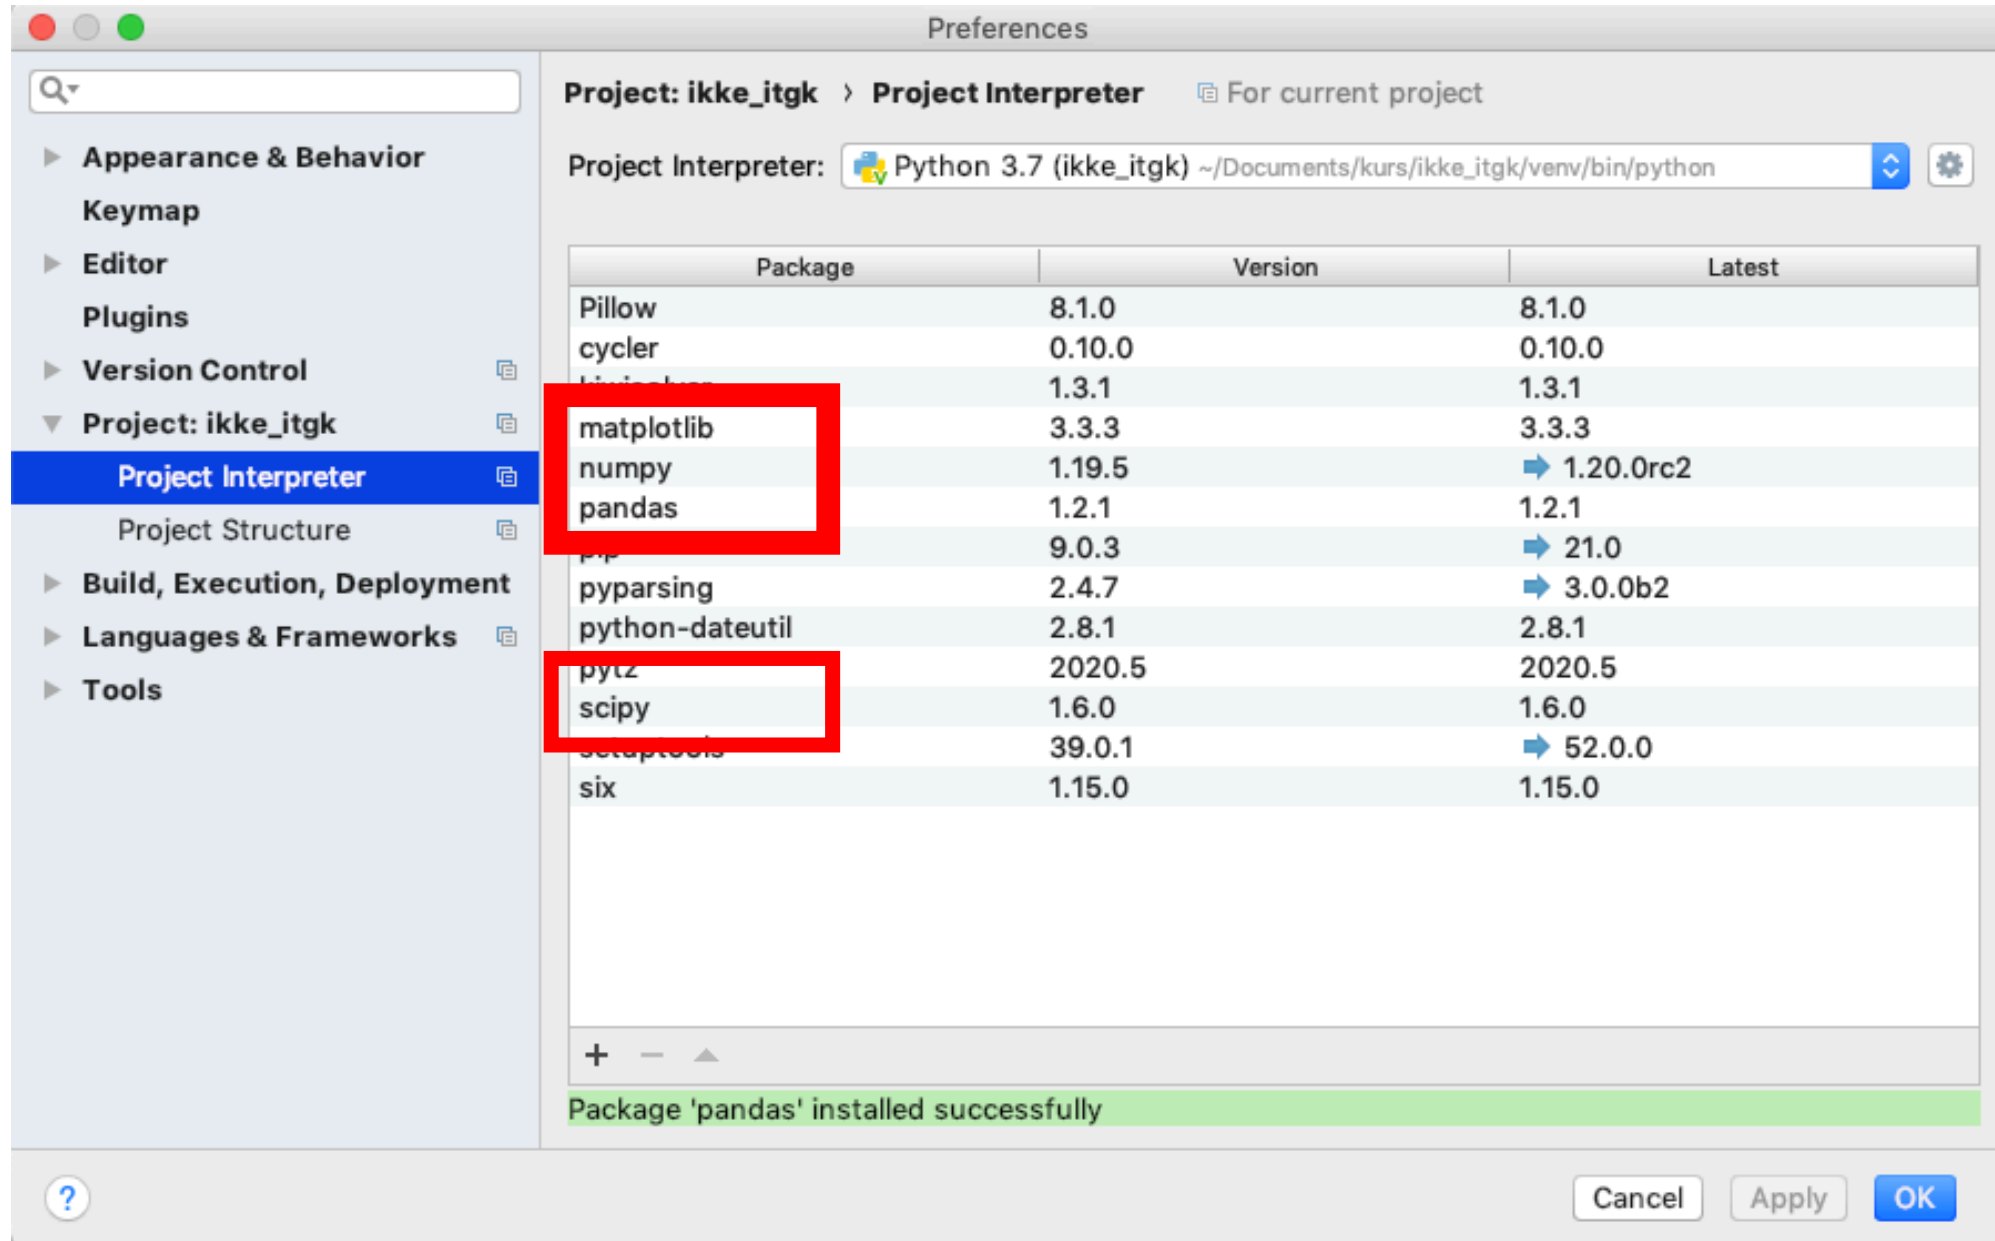 Preferences
Project: ikke_itgk › Project Interpreter For current project
Appearance & Behavior
Keymap
Editor
Plugins
Version Control
Project: ikke_itgk
Project Interpreter
Project Structure
Build, Execution, Deployment
Languages & Frameworks
Tools
Project Interpreter: Python 3.7 (ikke_itgk) ~/Documents/kurs/ikke_itgk/venv/bin/python
Package Version Latest
Pillow 8.1.0 8.1.0
cycler 0.10.0 0.10.0
1.3.1 1.3.1
matplotlib 3.3.3 3.3.3
numpy 1.19.5 1.20.0rc2
pandas 1.2.1 1.2.1
pip 9.0.3 21.0
pyparsing 2.4.7 3.0.0b2
python-dateutil 2.8.1 2.8.1
pytz 2020.5 2020.5
scipy 1.6.0 1.6.0
setuptools 39.0.1 52.0.0
six 1.15.0 1.15.0
Package 'pandas' installed successfully
? Cancel Apply OK